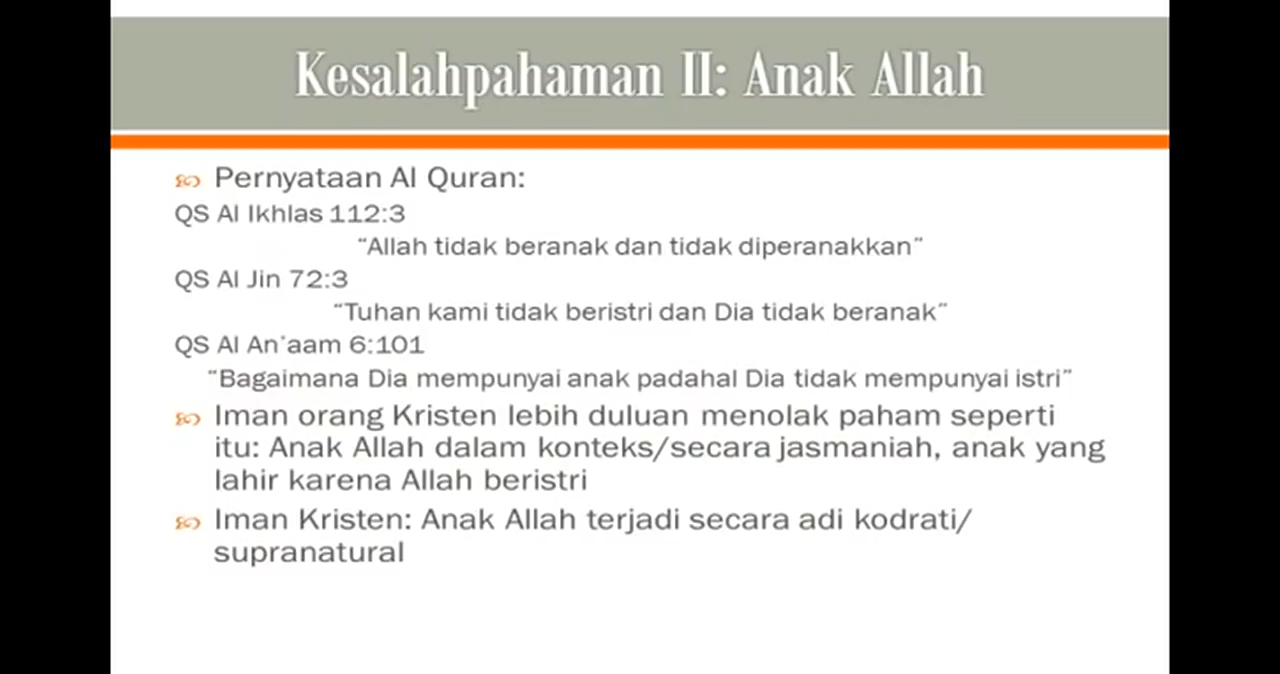 Kesalahpahaman II: Anak Allah
Pernyataan Al Quran:
QS Al Ikhlas 112:3
“Allah tidak beranak dan tidak diperanakkan”
QS Al Jin 72:3
“Tuhan kami tidak beristri dan Dia tidak beranak”
QS Al An’aam 6:101
“Bagaimana Dia mempunyai anak padahal Dia tidak mempunyai istri”
Iman orang Kristen lebih duluan menolak paham seperti
itu: Anak Allah dalam konteks/secara jasmaniah, anak yang
lahir karena Allah beristri
Iman Kristen: Anak Allah terjadi secara adi kodrati/
supranatural